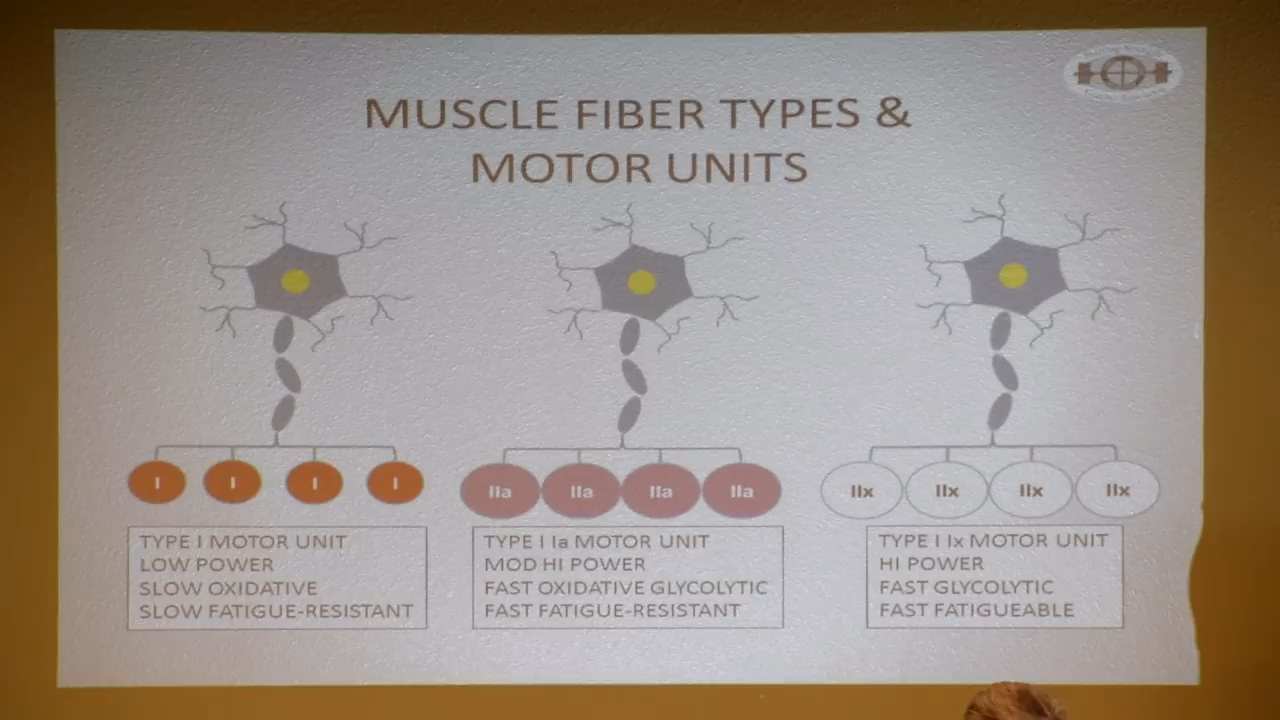 MUSCLE FIBER TYPES &
MOTOR UNITS
I I I I
IIa IIa IIa IIa
IIx IIx IIx IIx
TYPE I MOTOR UNIT
LOW POWER
SLOW OXIDATIVE
SLOW FATIGUE-RESISTANT
TYPE I Ia MOTOR UNIT
MOD HI POWER
FAST OXIDATIVE GLYCOLYTIC
FAST FATIGUE-RESISTANT
TYPE I Ix MOTOR UNIT
HI POWER
FAST GLYCOLYTIC
FAST FATIGUEABLE